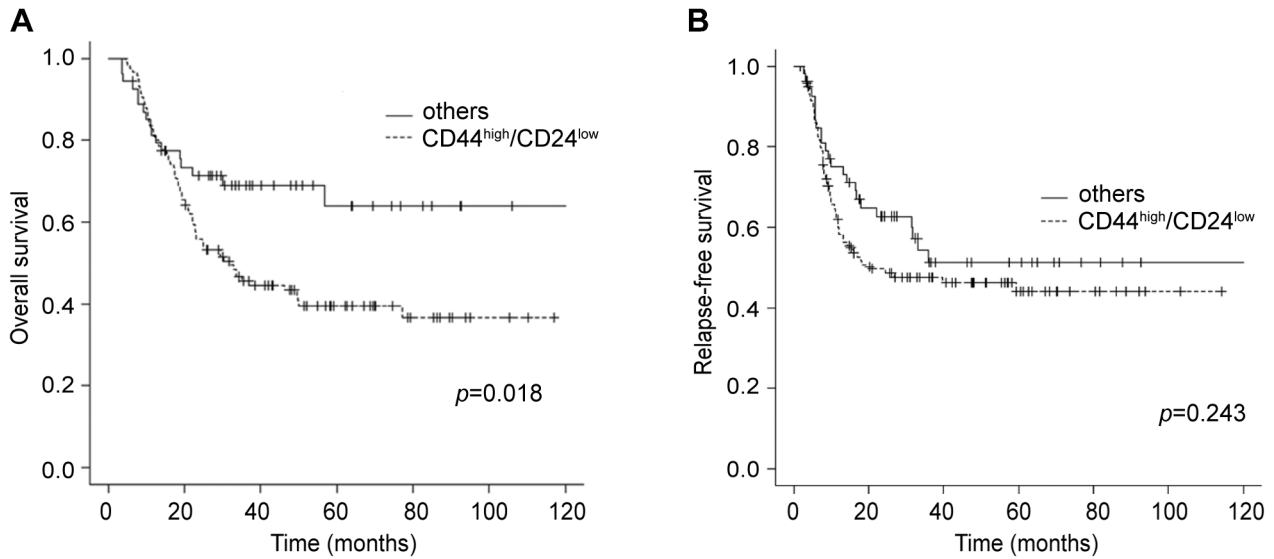 A
Overall survival
1.0
0.8
0.6
0.4
0.2
0.0
others
CD44high/CD24low
p=0.018
0 20 40 60 80 100 120
Time (months)
B
Relapse-free survival
1.0
0.8
0.6
0.4
0.2
0.0
others
CD44high/CD24low
p=0.243
0 20 40 60 80 100 120
Time (months)